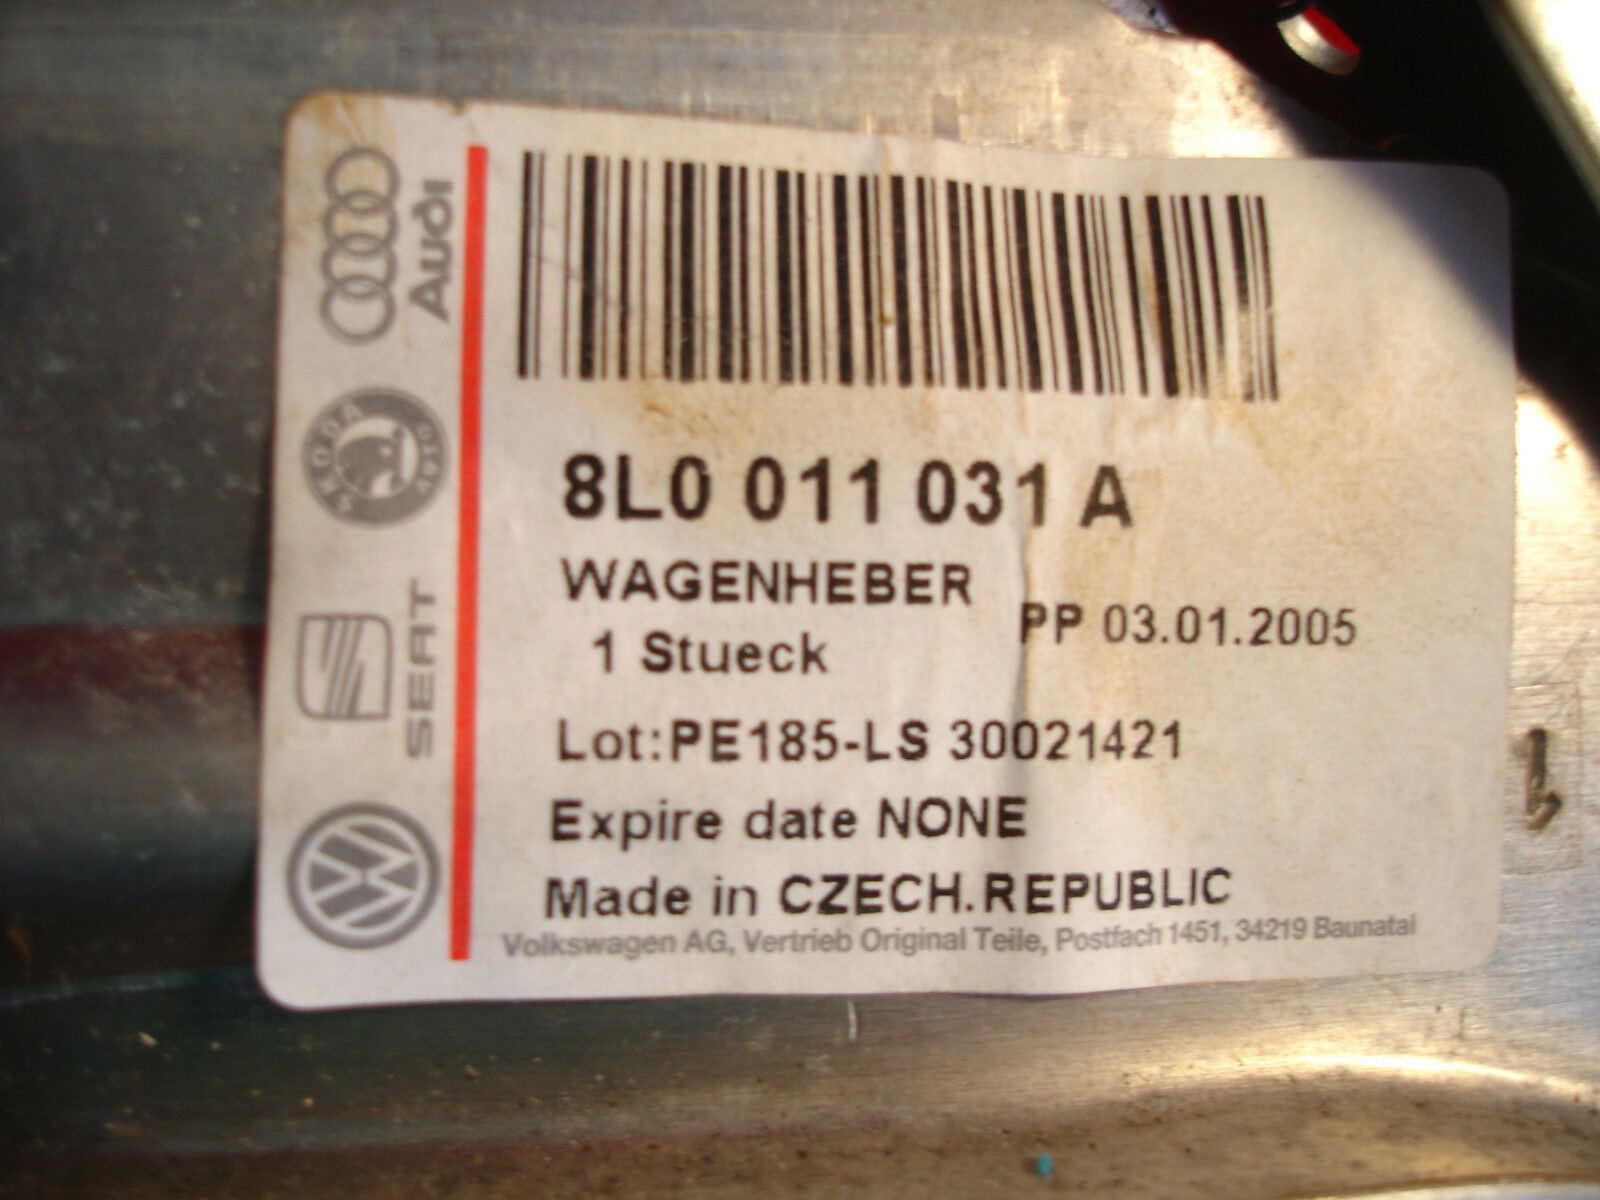 Audi
ŠKODA AUTO
SEAT
8L0 011 031 A
WAGENHEBER
PP 03.01.2005
1 Stueck
Lot:PE185-LS 30021421
Expire date NONE
Made in CZECH.REPUBLIC
Volkswagen AG, Vertrieb Original Teile, Postfach 1451, 34219 Baunatal